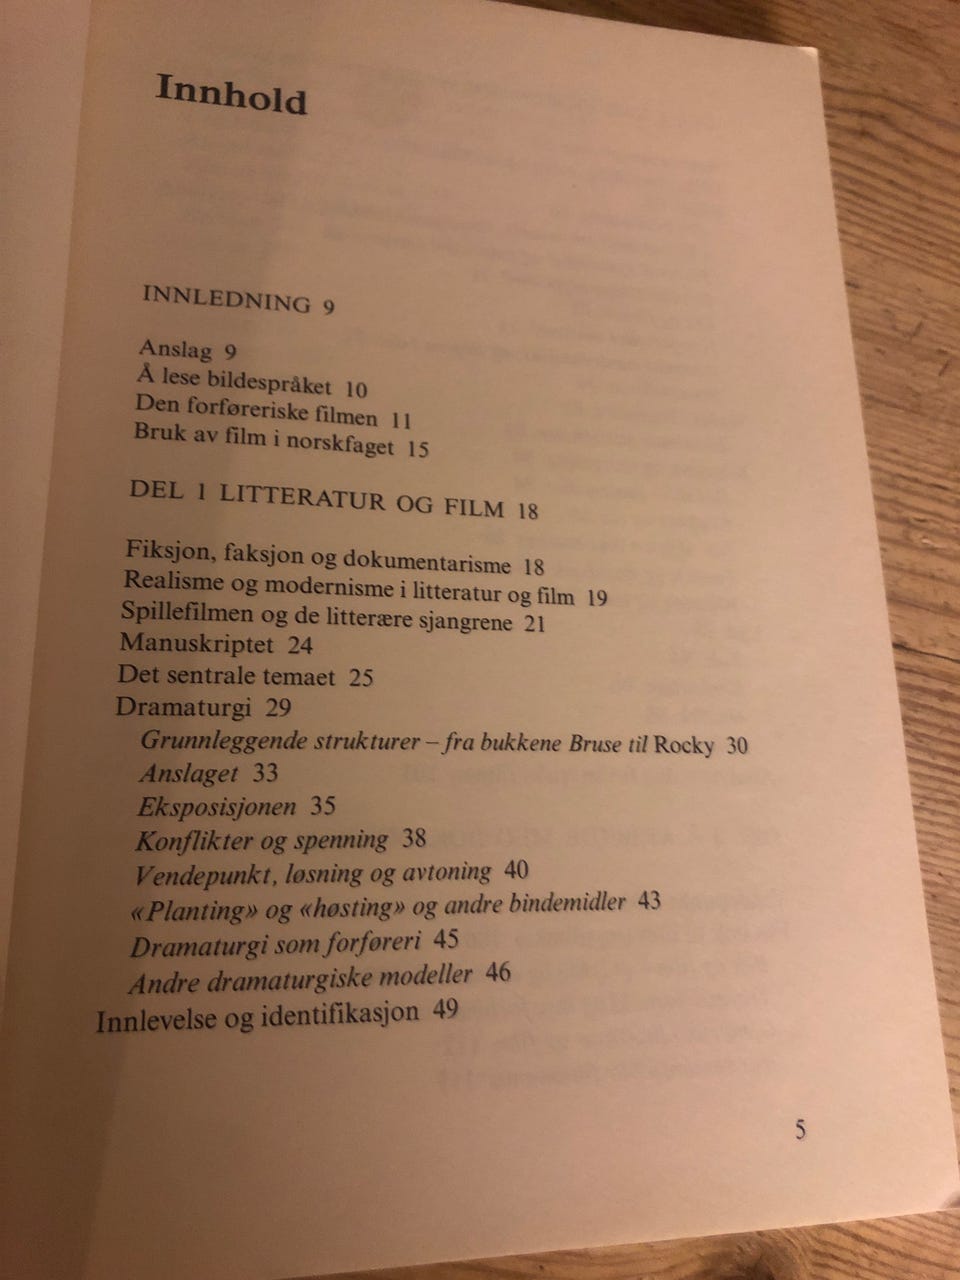 Innhold
INNLEDNING 9
Anslag 9
Å lese bildespråket 10
Den forføreriske filmen 11
Bruk av film i norskfaget 15
DEL 1 LITTERATUR OG FILM 18
Fiksjon, faksjon og dokumentarisme 18
Realisme og modernisme i litteratur og film 19
Spillefilmen og de litterære sjangrene 21
Manuskriptet 24
Det sentrale temaet 25
Dramaturgi 29
Grunnleggende strukturer – fra bukkene Bruse til Rocky 30
Anslaget 33
Eksposisjonen 35
Konflikter og spenning 38
Vendepunkt, løsning og avtoning 40
«Planting» og «høsting» og andre bindemidler 43
Dramaturgi som forføreri 45
Andre dramaturgiske modeller 46
Innlevelse og identifikasjon 49
5